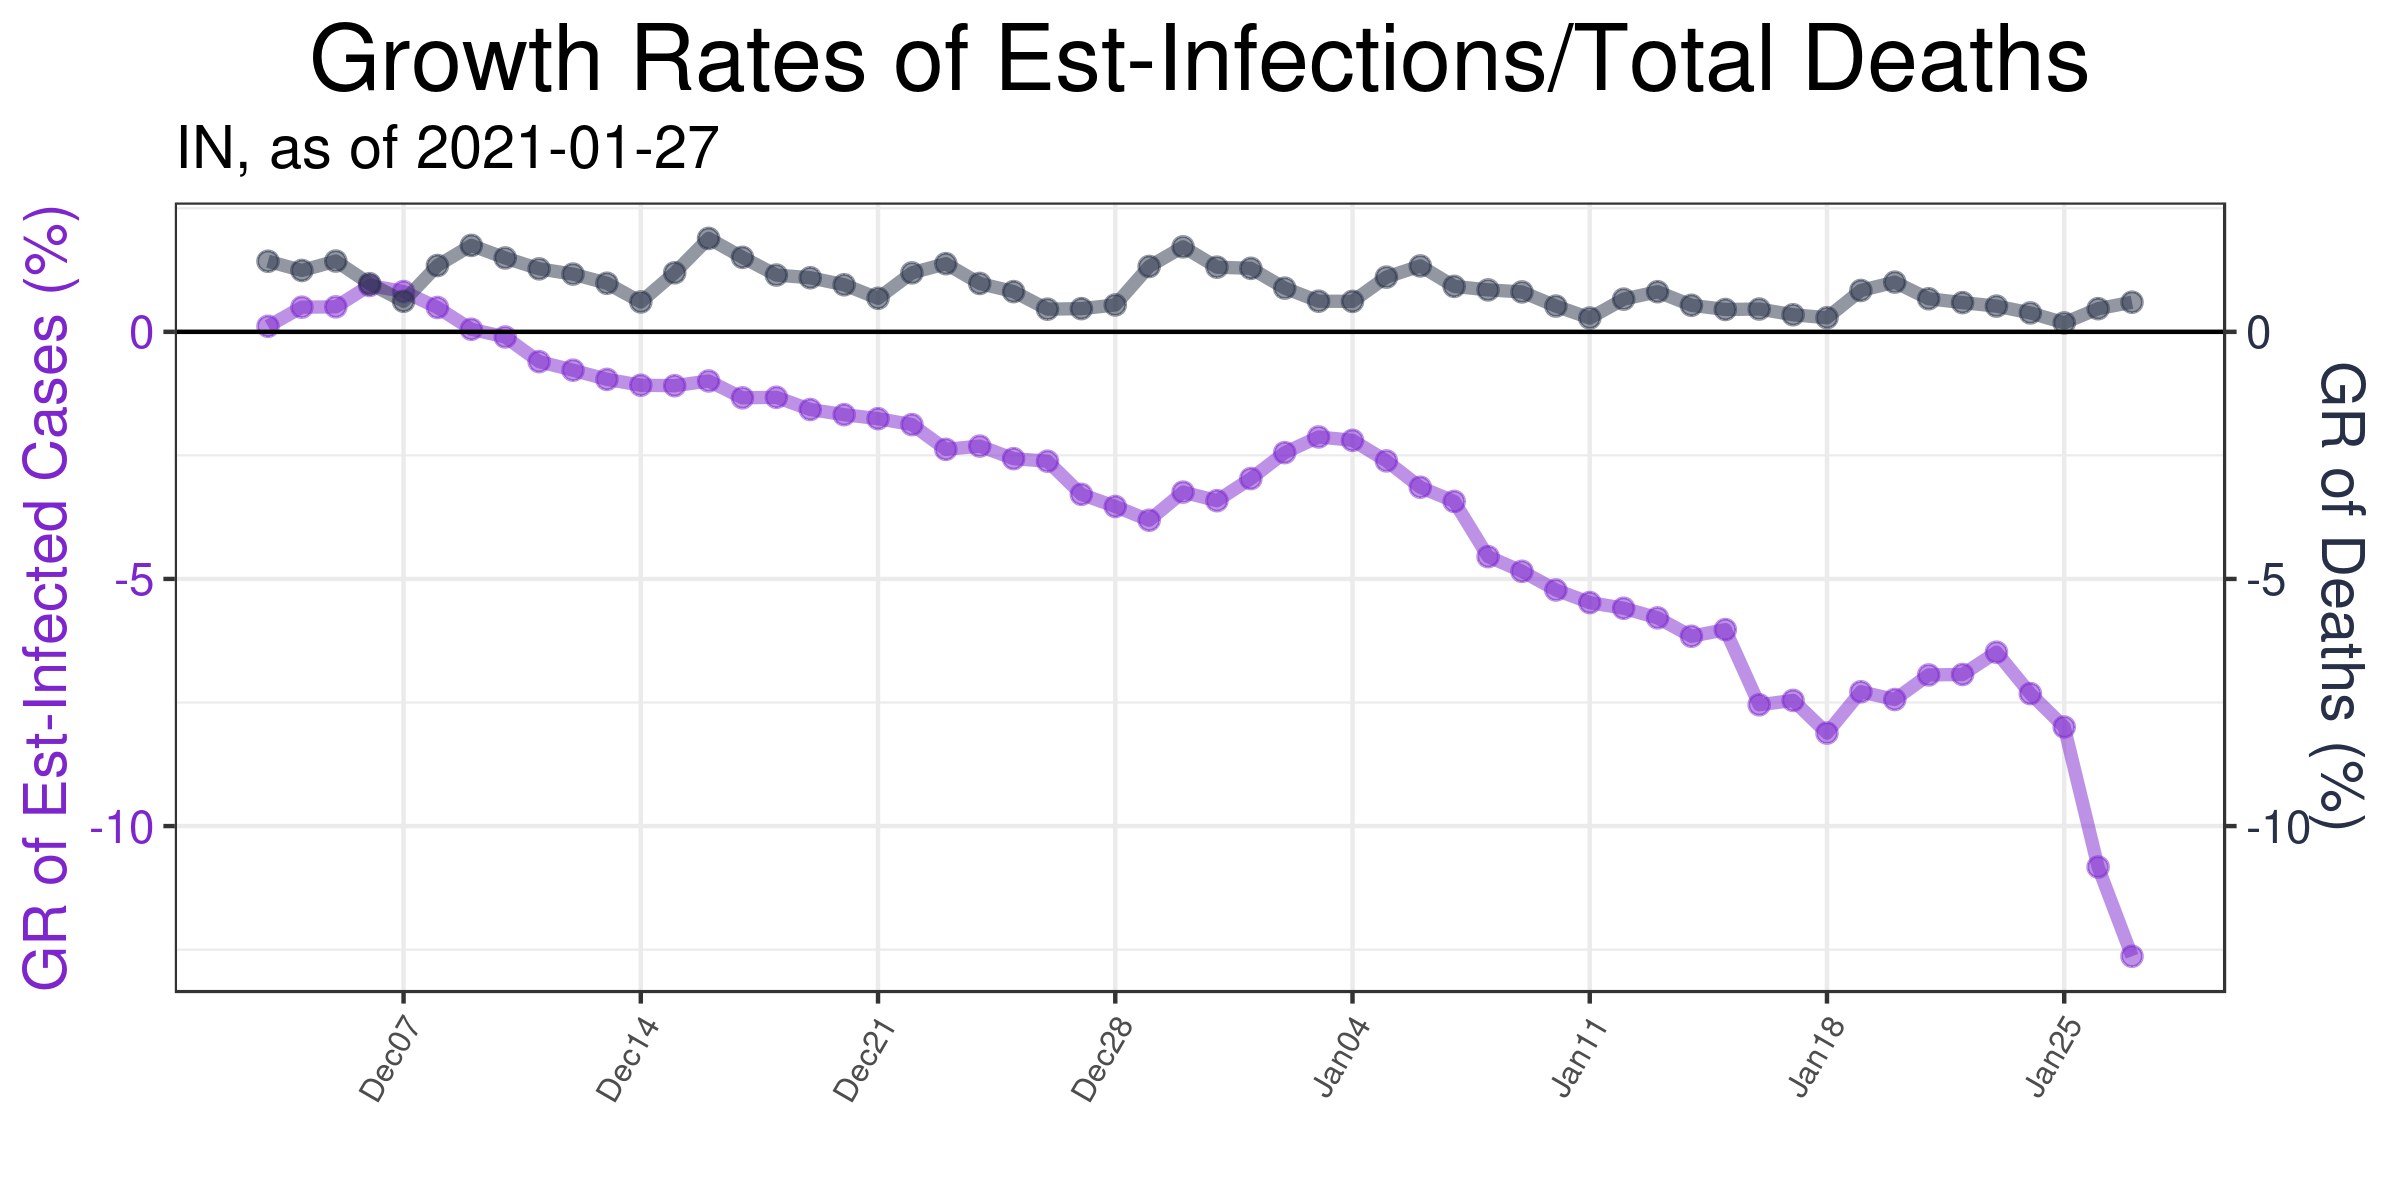 Growth Rates of Est-Infections/Total Deaths
IN, as of 2021-01-27
GR of Est-Infected Cases (%)
0
-5
-10
0
-5
-10
GR of Deaths (%)
Dec07
Dec14
Dec21
Dec28
Jan04
Jan11
Jan18
Jan25